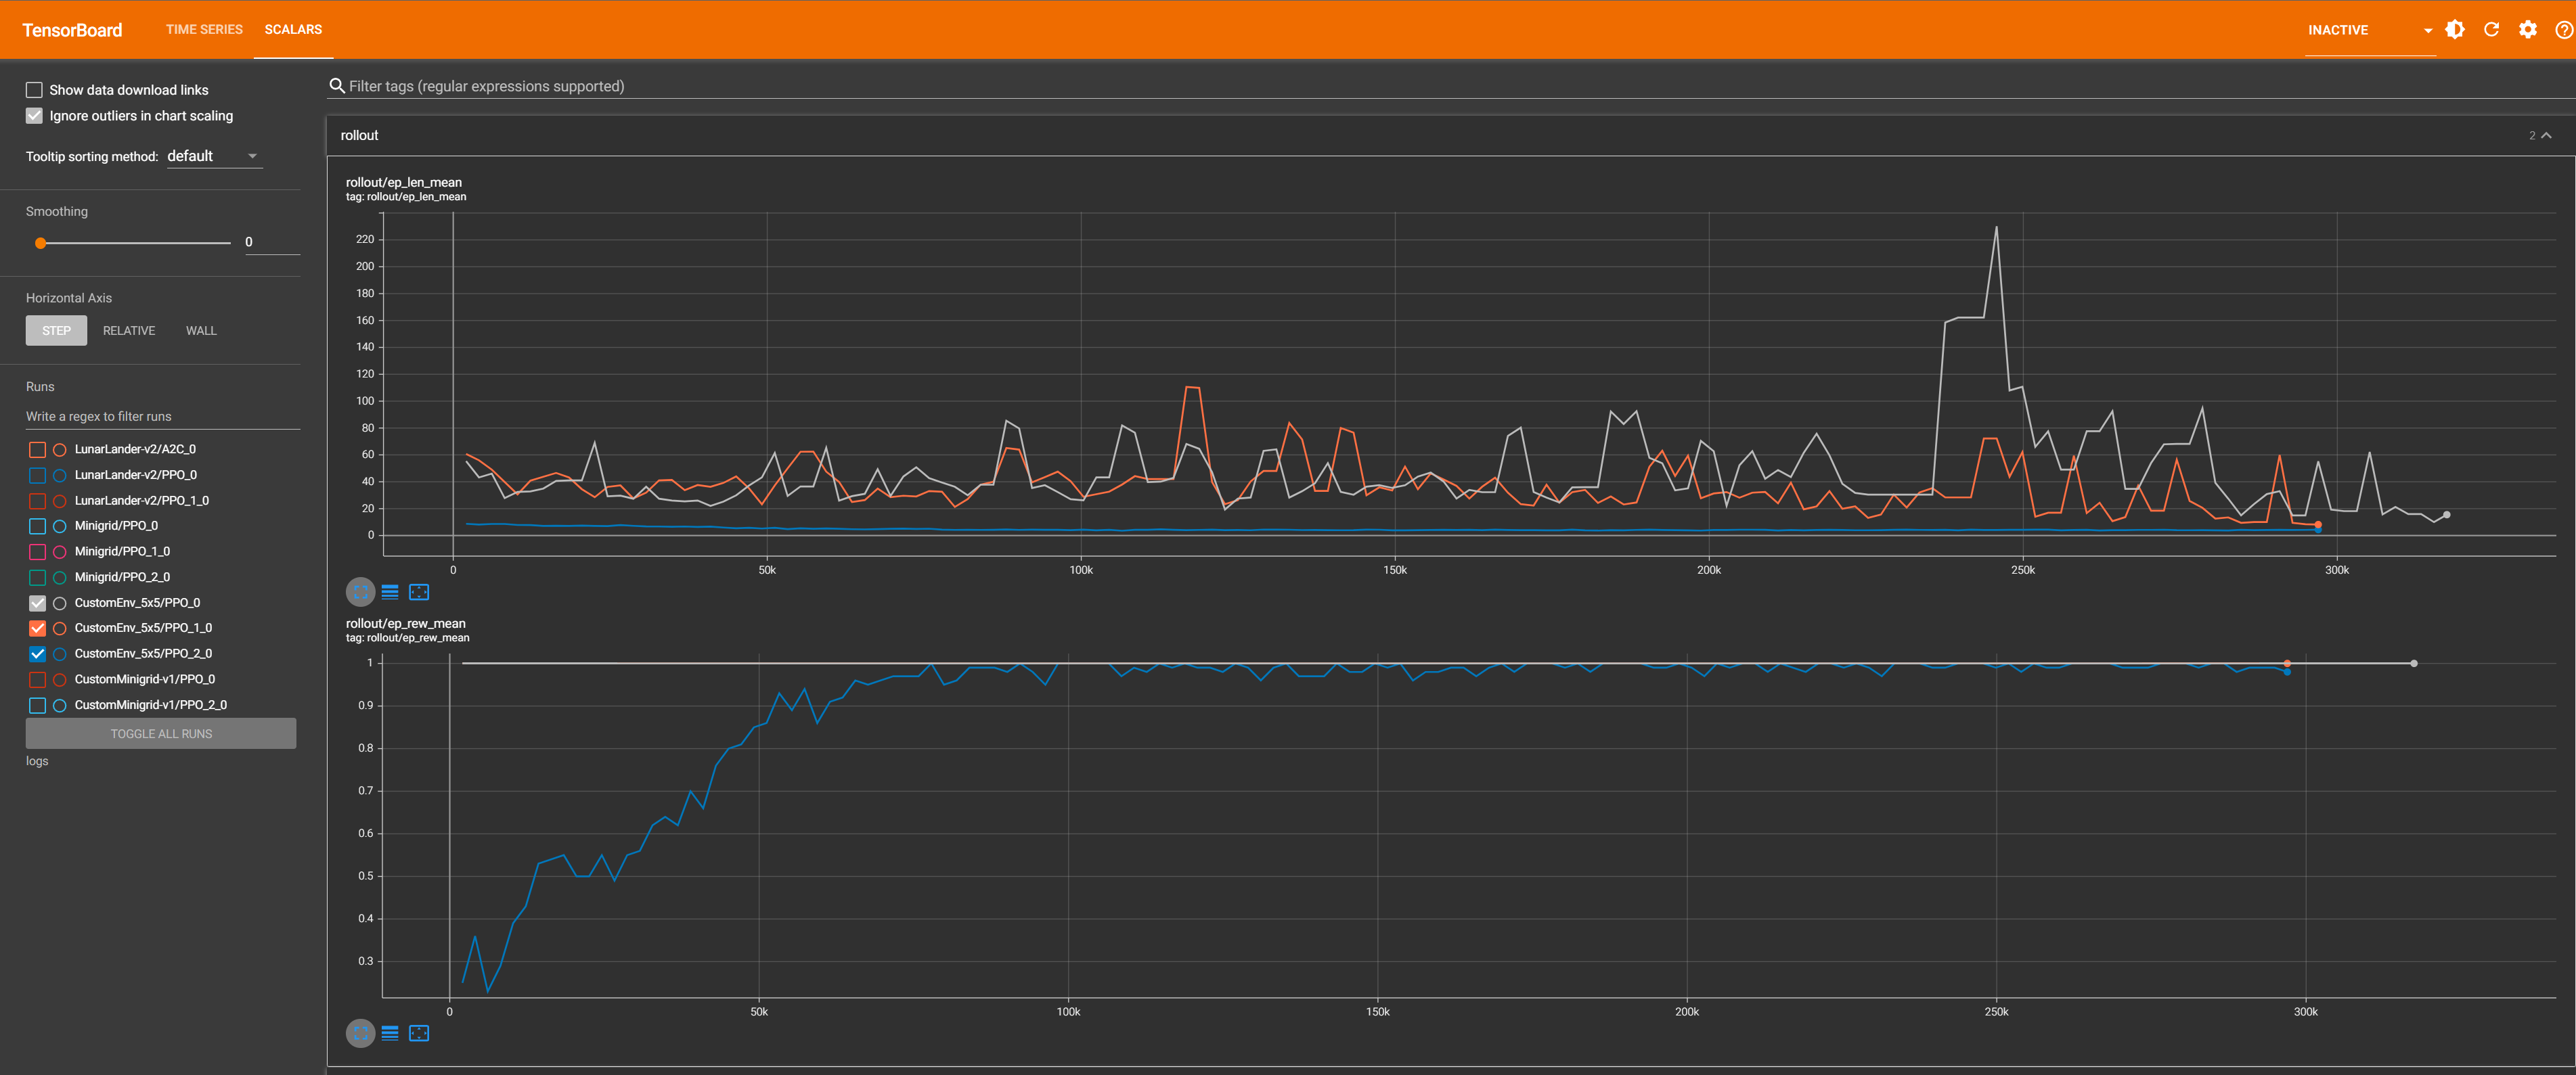 TensorBoard TIME SERIES SCALARS INACTIVE
Show data download links
Ignore outliers in chart scaling
Tooltip sorting method: default
Smoothing
0
Horizontal Axis
STEP RELATIVE WALL
Runs
Write a regex to filter runs
LunarLander-v2/A2C_0
LunarLander-v2/PPO_0
LunarLander-v2/PPO_1_0
Minigrid/PPO_0
Minigrid/PPO_1_0
Minigrid/PPO_2_0
CustomEnv_5x5/PPO_0
CustomEnv_5x5/PPO_1_0
CustomEnv_5x5/PPO_2_0
CustomMinigrid-v1/PPO_0
CustomMinigrid-v1/PPO_2_0
TOGGLE ALL RUNS
logs
Filter tags (regular expressions supported)
rollout 2
rollout/ep_len_mean
tag: rollout/ep_len_mean
220
200
180
160
140
120
100
80
60
40
20
0
0 50k 100k 150k 200k 250k 300k
rollout/ep_rew_mean
tag: rollout/ep_rew_mean
1
0.9
0.8
0.7
0.6
0.5
0.4
0.3
0 50k 100k 150k 200k 250k 300k